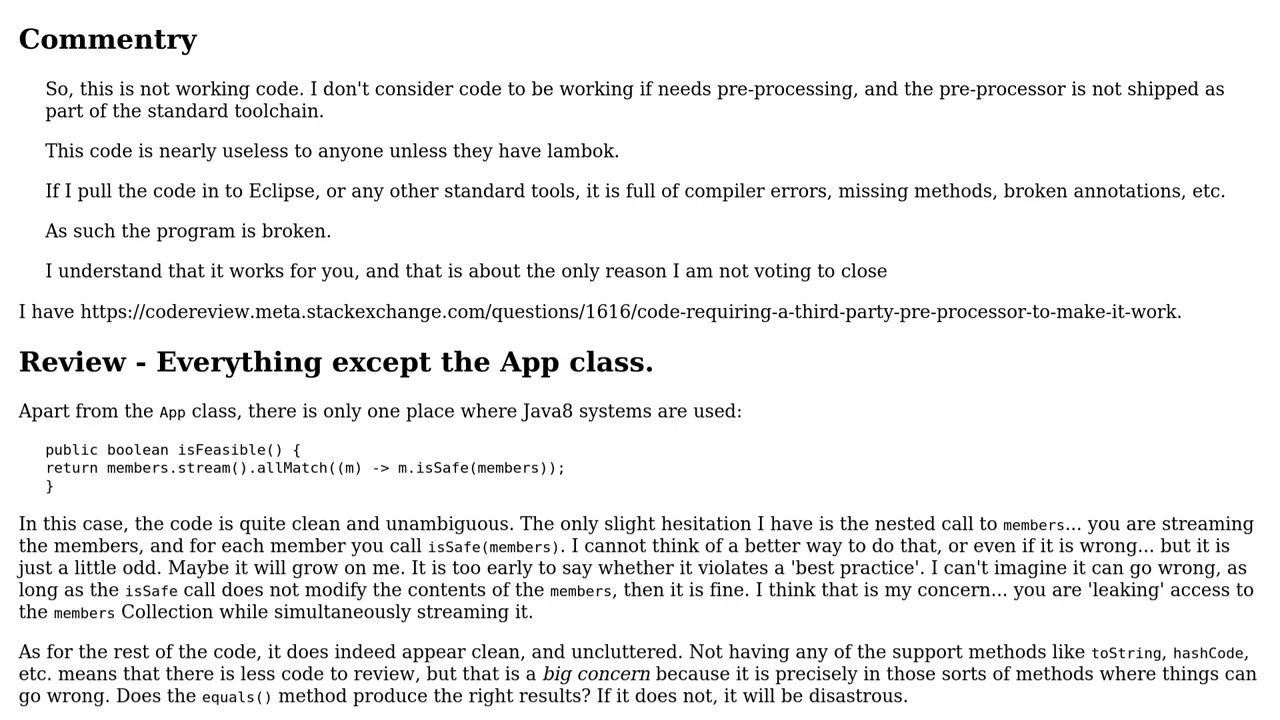 Commentry
So, this is not working code. I don't consider code to be working if needs pre-processing, and the pre-processor is not shipped as
part of the standard toolchain.
This code is nearly useless to anyone unless they have lambok.
If I pull the code in to Eclipse, or any other standard tools, it is full of compiler errors, missing methods, broken annotations, etc.
As such the program is broken.
I understand that it works for you, and that is about the only reason I am not voting to close
I have https://codereview.meta.stackexchange.com/questions/1616/code-requiring-a-third-party-pre-processor-to-make-it-work.
Review - Everything except the App class.
Apart from the App class, there is only one place where Java8 systems are used:
public boolean isFeasible() {
return members.stream().allMatch((m) -> m.isSafe(members));
}
In this case, the code is quite clean and unambiguous. The only slight hesitation I have is the nested call to members... you are streaming
the members, and for each member you call isSafe(members). I cannot think of a better way to do that, or even if it is wrong... but it is
just a little odd. Maybe it will grow on me. It is too early to say whether it violates a 'best practice'. I can't imagine it can go wrong, as
long as the isSafe call does not modify the contents of the members, then it is fine. I think that is my concern... you are 'leaking' access to
the members Collection while simultaneously streaming it.
As for the rest of the code, it does indeed appear clean, and uncluttered. Not having any of the support methods like toString, hashCode,
etc. means that there is less code to review, but that is a big concern because it is precisely in those sorts of methods where things can
go wrong. Does the equals() method produce the right results? If it does not, it will be disastrous.